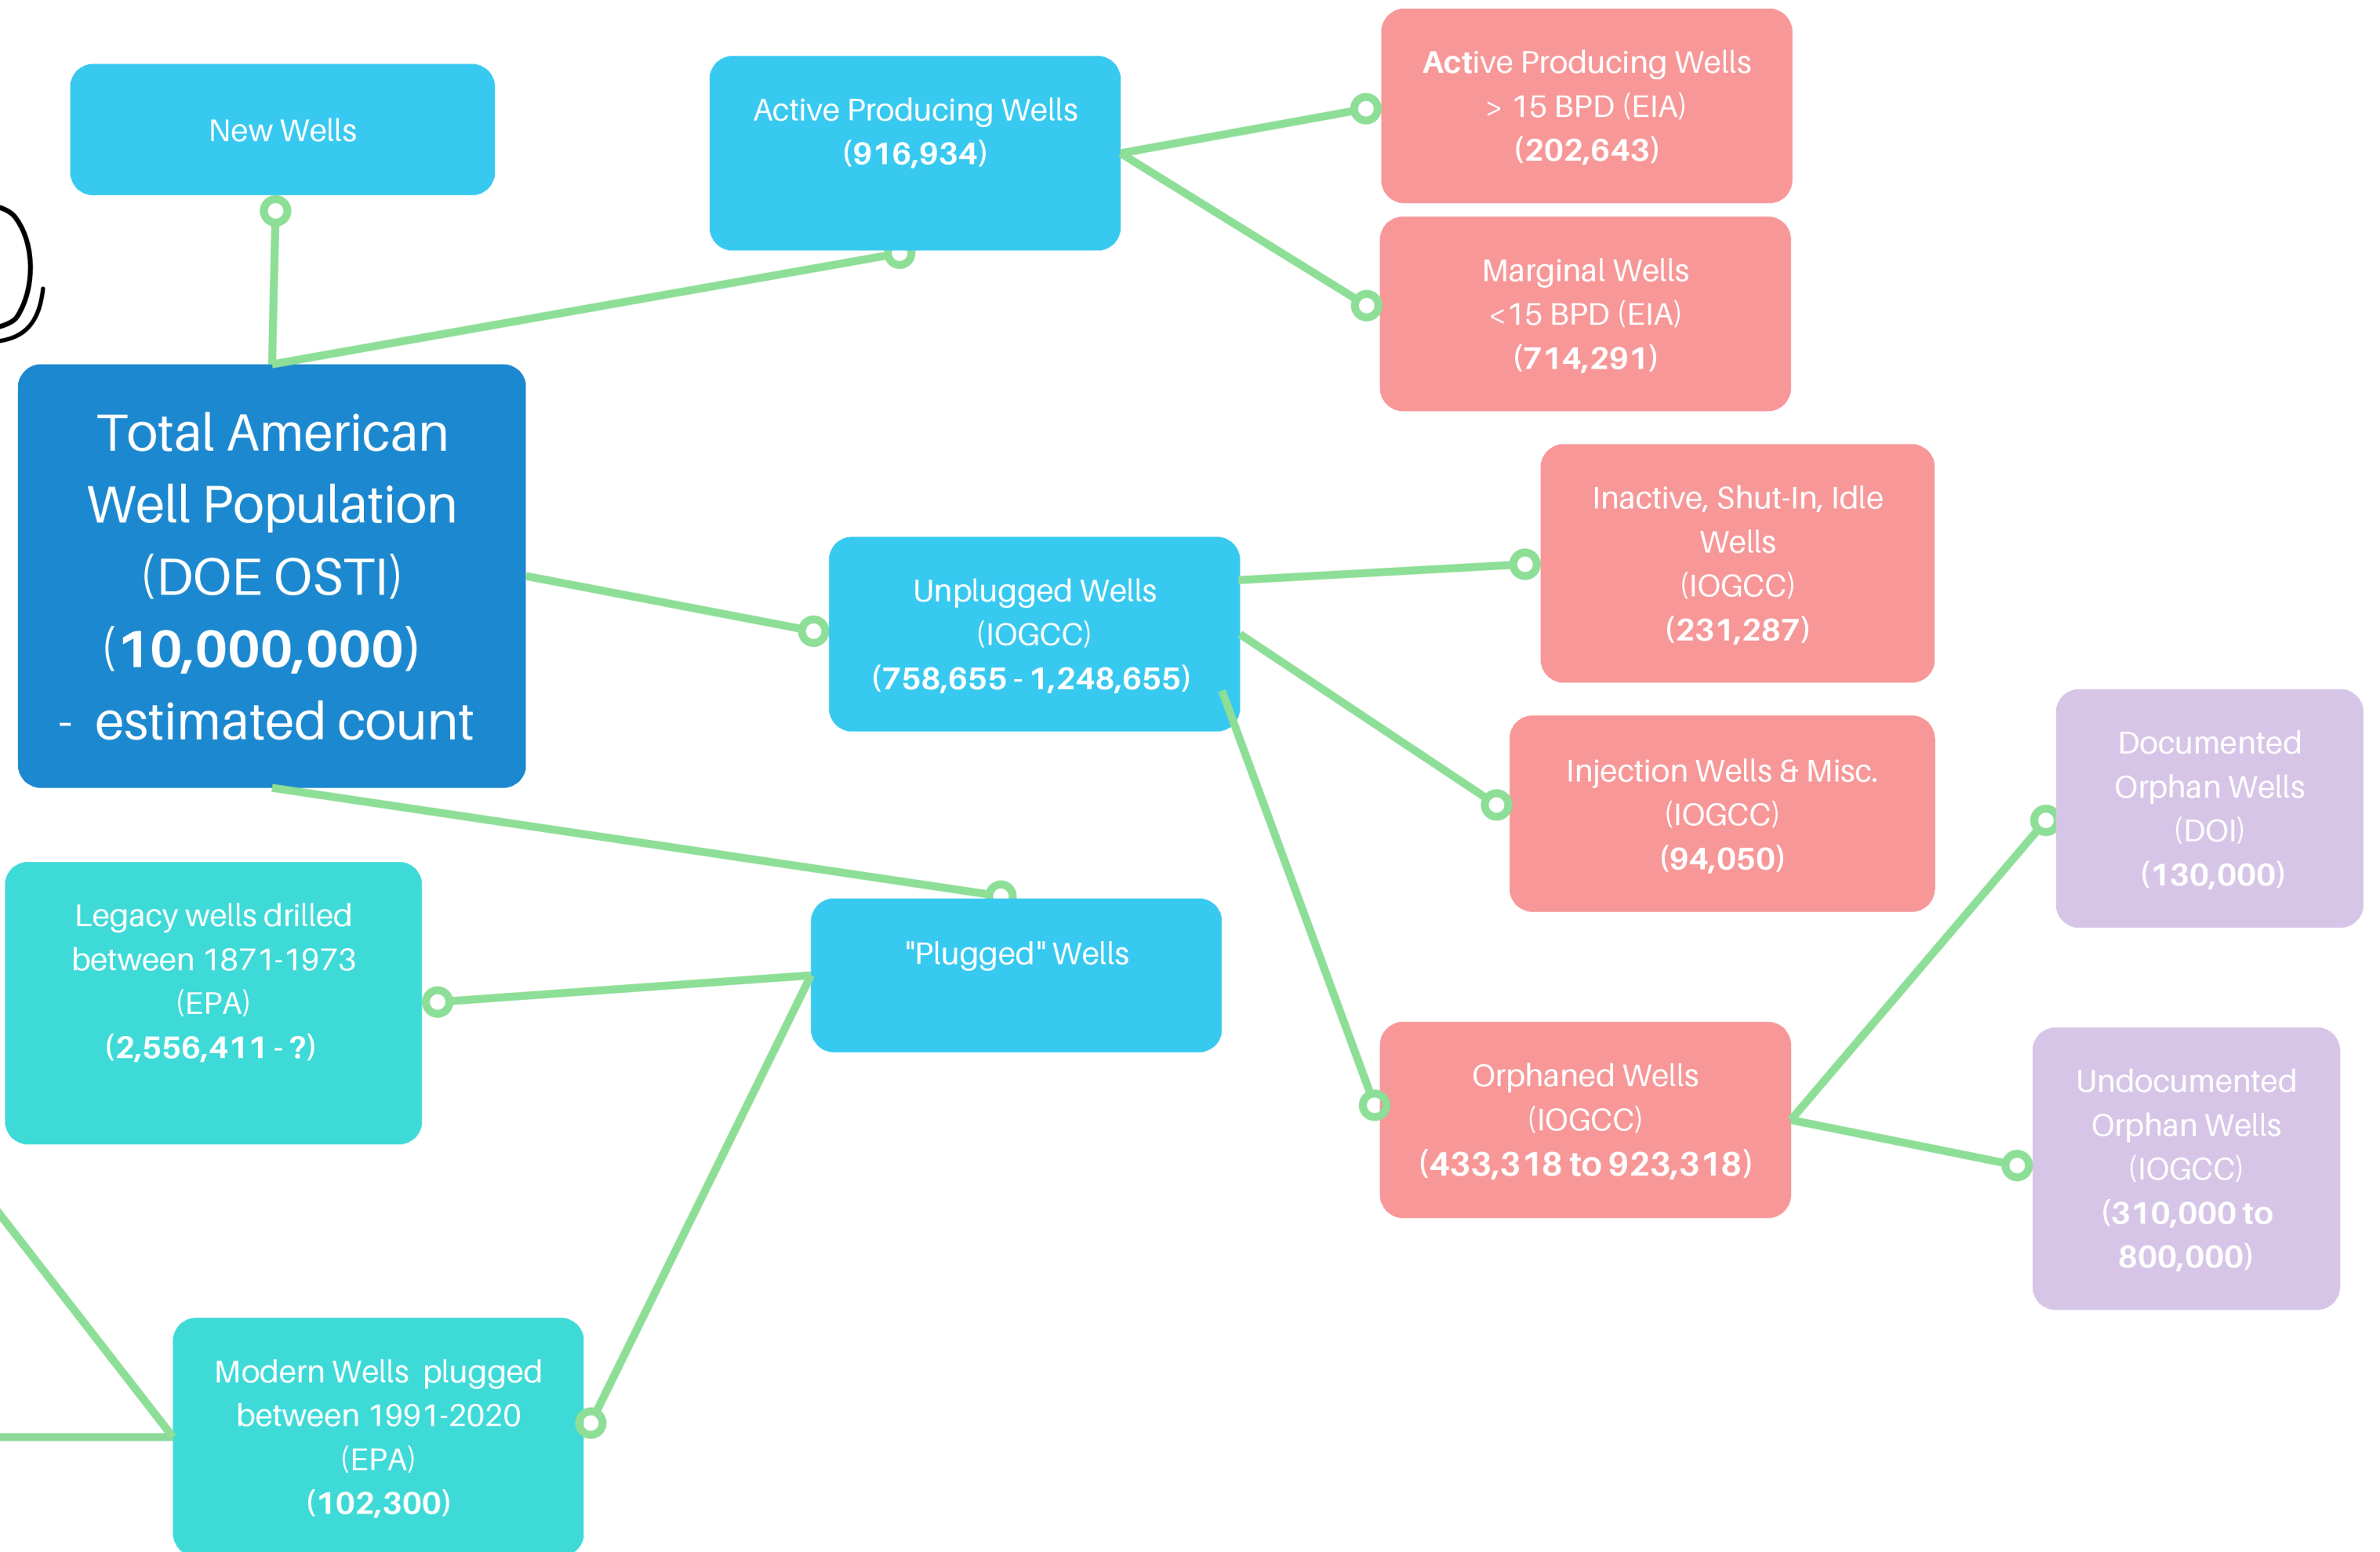 New Wells
Active Producing Wells
(916,934)
Active Producing Wells
> 15 BPD (EIA)
(202,643)
Marginal Wells
<15 BPD (EIA)
(714,291)
Total American
Well Population
(DOE OSTI)
(10,000,000)
- estimated count
Unplugged Wells
(IOGCC)
(758,655 - 1,248,655)
Inactive, Shut-In, Idle
Wells
(IOGCC)
(231,287)
Injection Wells & Misc.
(IOGCC)
(94,050)
Documented
Orphan Wells
(DOI)
(130,000)
Legacy wells drilled
between 1871-1973
(EPA)
(2,556,411 - ?)
"Plugged" Wells
Orphaned Wells
(IOGCC)
(433,318 to 923,318)
Undocumented
Orphan Wells
(IOGCC)
(310,000 to
800,000)
Modern Wells plugged
between 1991-2020
(EPA)
(102,300)